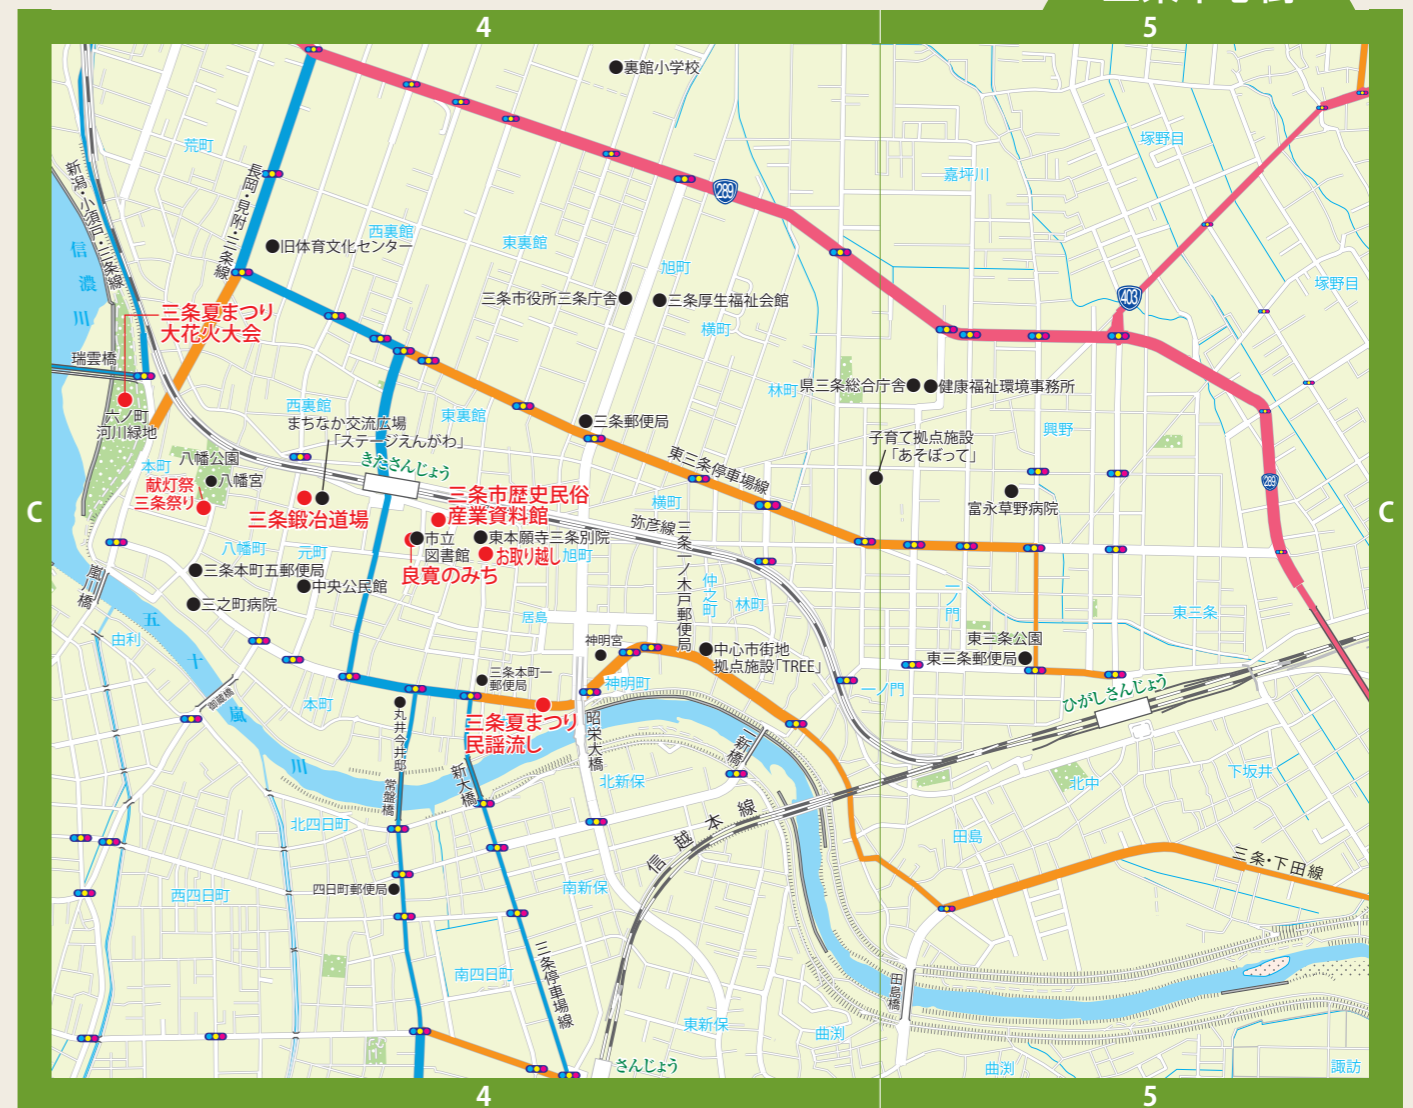 4
5
裏館小学校
荒町
塚野目
289
嘉坪川
新潟・小須戸・三条線
長岡・見附・三条線
西裏館
東裏館
旧体育文化センター
信濃川
旭町
塚野目
三条市役所三条庁舎
三条厚生福祉会館
403
三条夏まつり
大花火大会
横町
瑞雲橋
県三条総合庁舎
健康福祉環境事務所
林町
六ノ町
河川緑地
西裏館
東裏館
まちなか交流広場
「ステージえんがわ」
三条郵便局
興野
子育て拠点施設
「あそぼって」
本町
八幡公園
きたさんじょう
東三条停車場線
献灯祭
三条祭り
八幡宮
289
三条市歴史民俗
産業資料館
富永草野病院
横町
C
C
三条鍛冶道場
弥彦線
三条一ノ木戸郵便局
市立
図書館
東本願寺三条別院
お取り越し
旭町
八幡町
元町
良寛のみち
三条本町五郵便局
中央公民館
仲之町
林町
一ノ門
嵐川橋
三之町病院
東三条
居島
五十嵐川
由利
神明宮
中心市街地
拠点施設「TREE」
東三条公園
東三条郵便局
三条本町一
郵便局
神明町
一ノ門
ひがしさんじょう
御蔵橋
本町
丸井今井邸
三条夏まつり
民謡流し
昭栄大橋
一新橋
新大橋
常盤橋
北新保
北中
下坂井
信越本線
北四日町
田島
三条・下田線
四日町郵便局
西四日町
南新保
南四日町
三条停車場線
田島橋
東新保
曲渕
曲渕
諏訪
さんじょう
4
5